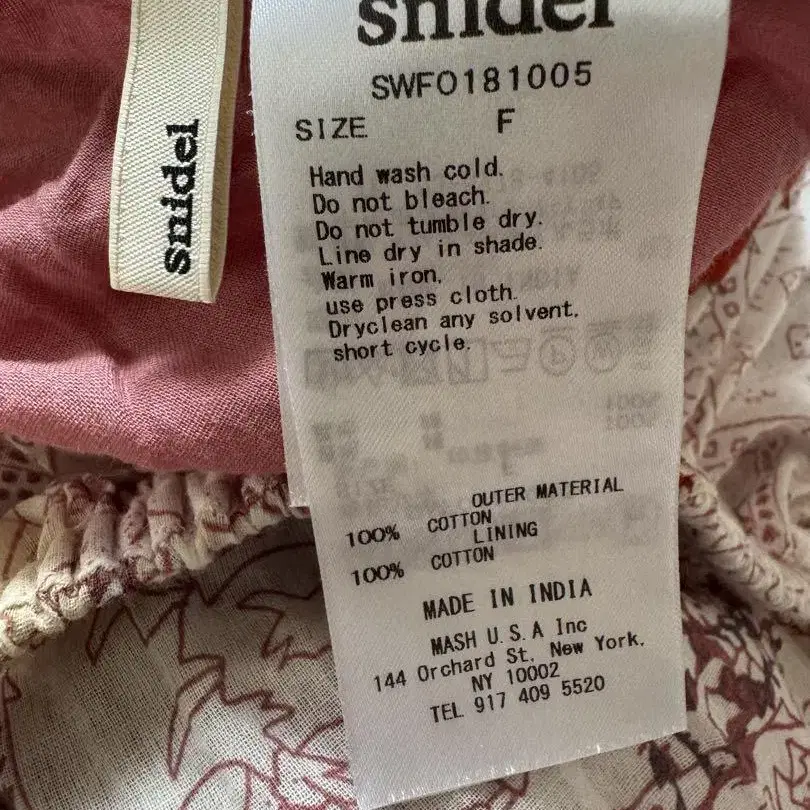 snidel
snidel
SWFO181005
SIZE F
Hand wash cold.
Do not bleach.
Do not tumble dry.
Line dry in shade.
Warm iron,
use press cloth.
Dryclean any solvent.
short cycle.
OUTER MATERIAL
100% COTTON
LINING
100% COTTON
MADE IN INDIA
MASH U.S.A Inc
144 Orchard St. New York.
NY 10002
TEL 917 409 5520